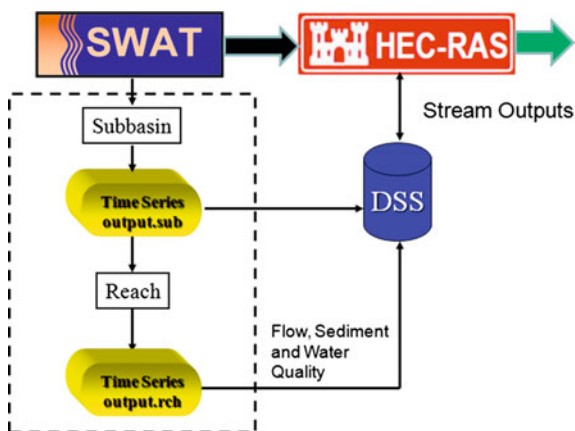 SWAT
HEC-RAS
Stream Outputs
Subbasin
Time Series
output.sub
DSS
Reach
Flow, Sediment
and Water
Quality
Time Series
output.rch